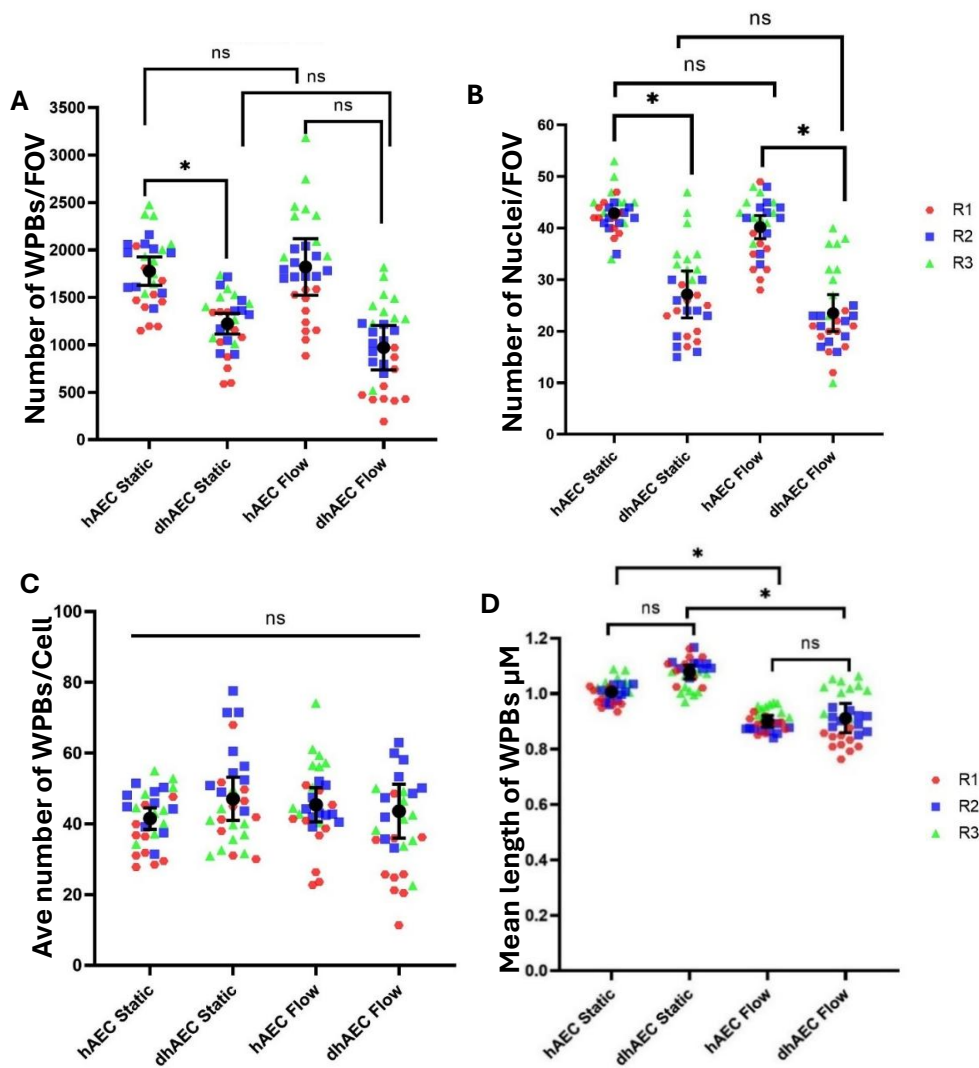 A
Number of WPBs/FOV
3500
3000
2500
2000
1500
1000
500
0
ns
ns
ns
*
hAEC Static
dhAEC Static
hAEC Flow
dhAEC Flow
B
Number of Nuclei/FOV
60
50
40
30
20
10
0
ns
ns
*
*
hAEC Static
dhAEC Static
hAEC Flow
dhAEC Flow
R1
R2
R3
C
Ave number of WPBs/Cell
100
80
60
40
20
0
ns
hAEC Static
dhAEC Static
hAEC Flow
dhAEC Flow
D
Mean length of WPBs µM
1.2
1.0
0.8
0.6
0.4
0.2
0.0
*
ns
*
ns
hAEC Static
dhAEC Static
hAEC Flow
dhAEC Flow
R1
R2
R3